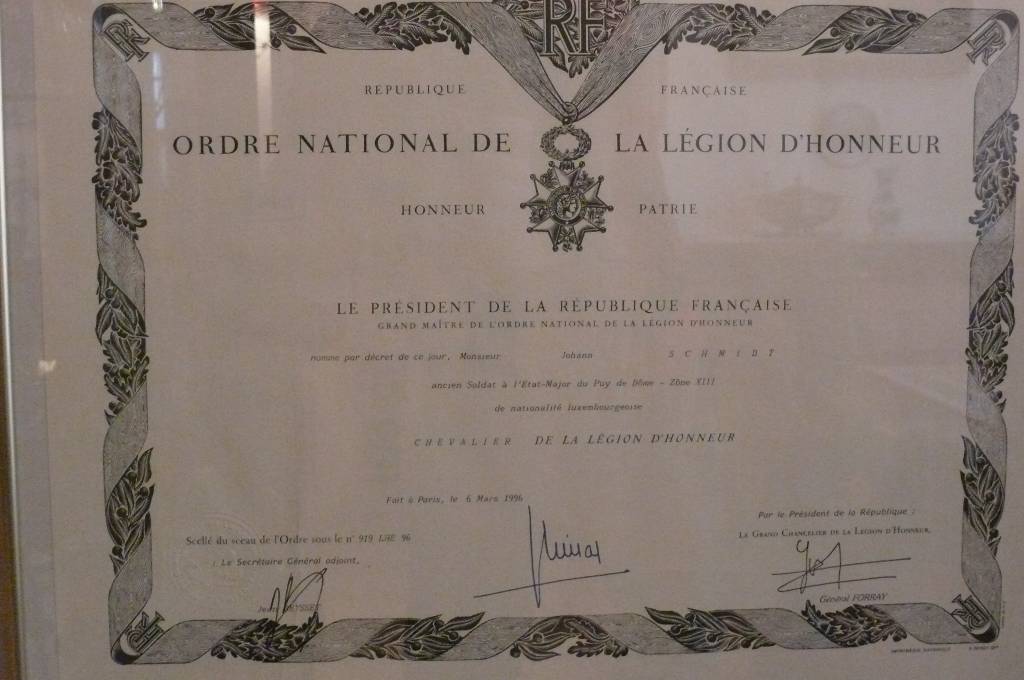 RF
RÉPUBLIQUE FRANÇAISE
ORDRE NATIONAL DE LA LÉGION D'HONNEUR
HONNEUR PATRIE
LE PRÉSIDENT DE LA RÉPUBLIQUE FRANÇAISE
GRAND MAÎTRE DE L'ORDRE NATIONAL DE LA LÉGION D'HONNEUR
nomme par décret de ce jour, Monsieur Johann SCHMIDT
ancien Soldat à l'Etat-Major du Puy de Dôme - Zône XIII
de nationalité luxembourgeoise
CHEVALIER DE LA LÉGION D'HONNEUR
Fait à Paris, le 6 Mars 1996
Par le Président de la République :
LE GRAND CHANCELIER DE LA LÉGION D'HONNEUR,
Scellé du sceau de l'Ordre sous le n° 919 LHE 96
: Le Secrétaire Général adjoint,
Général FORRAY
RF
RF
IMPRIMERIE NATIONALE